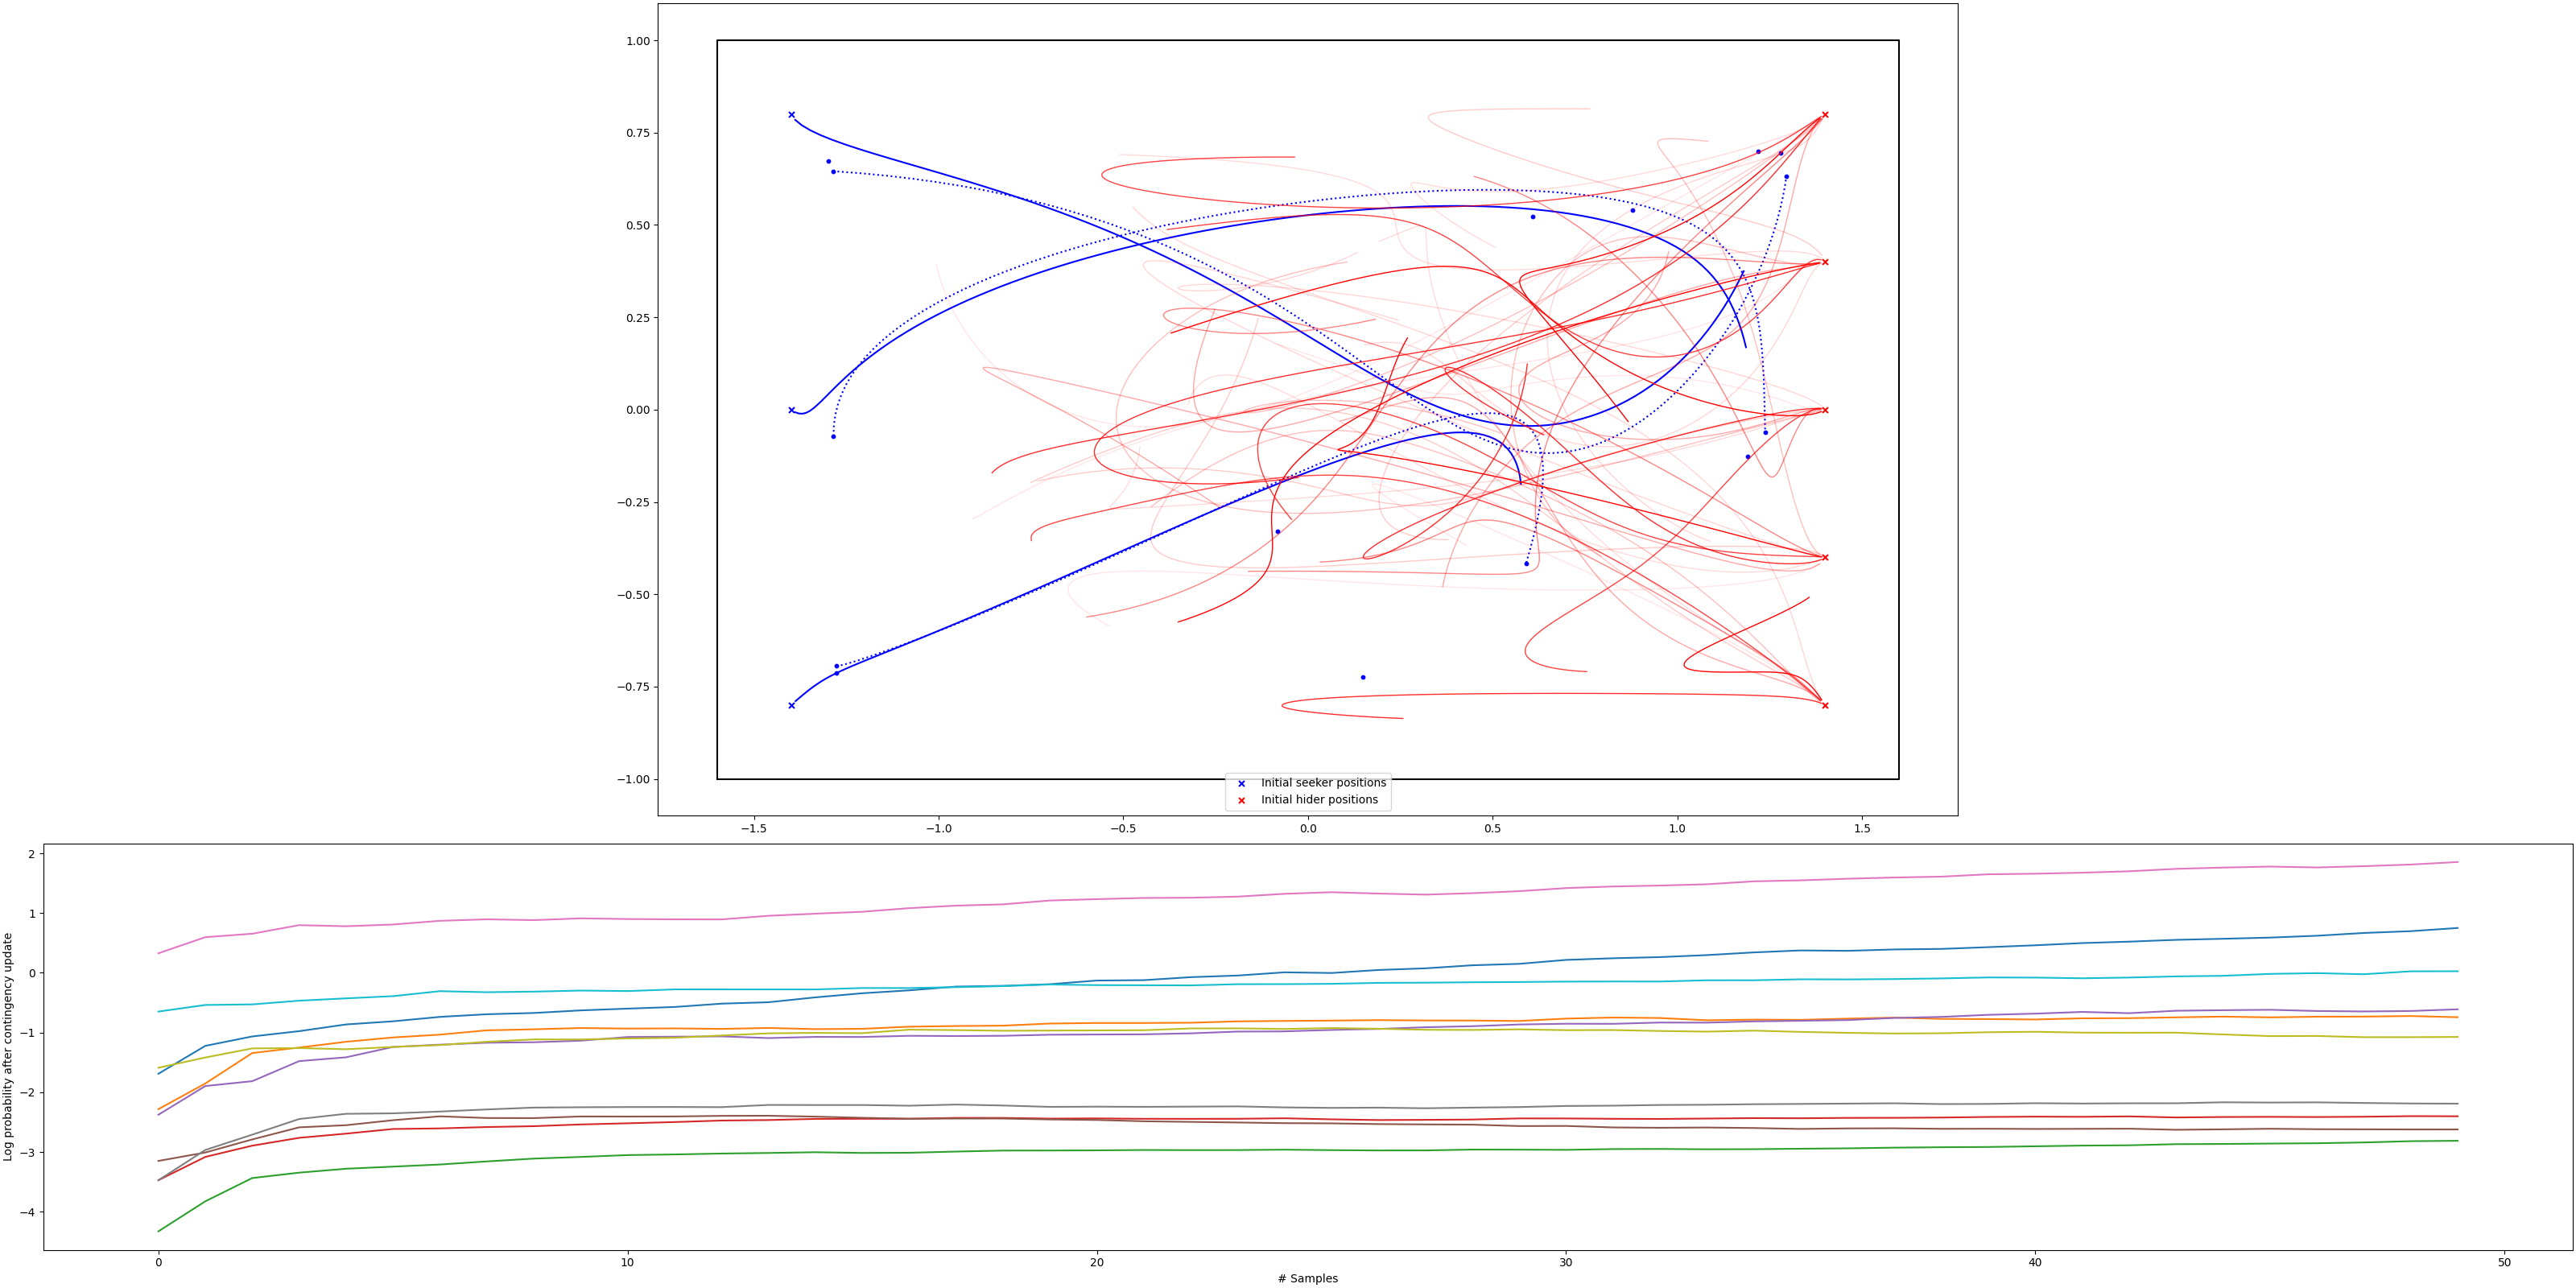 1.00
0.75
0.50
0.25
0.00
−0.25
−0.50
−0.75
−1.00
Initial seeker positions
Initial hider positions
−1.5 −1.0 −0.5 0.0 0.5 1.0 1.5
2
1
0
−1
−2
−3
−4
Log probability after contingency update
0 10 20 30 40 50
# Samples